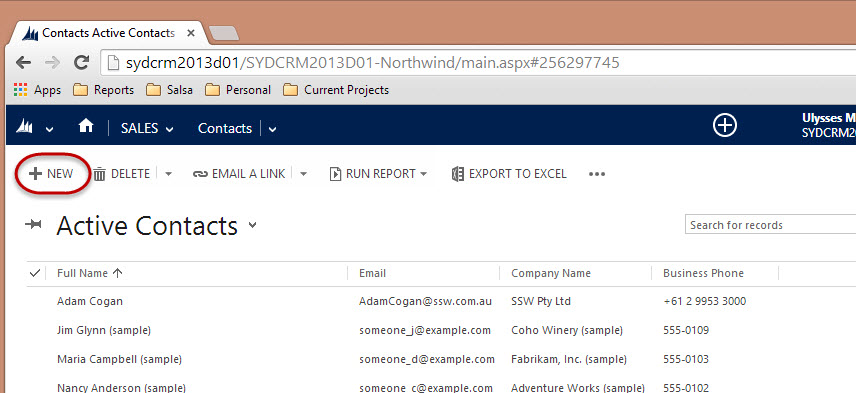 Contacts Active Contacts
sydcrm2013d01/SYDCRM2013D01-Northwind/main.aspx#256297745
Apps Reports Salsa Personal Current Projects
SALES Contacts Ulysses M
SYDCRM20
NEW DELETE EMAIL A LINK RUN REPORT EXPORT TO EXCEL
Active Contacts Search for records
Full Name Email Company Name Business Phone
Adam Cogan AdamCogan@ssw.com.au SSW Pty Ltd +61 2 9953 3000
Jim Glynn (sample) someone_j@example.com Coho Winery (sample) 555-0109
Maria Campbell (sample) someone_d@example.com Fabrikam, Inc. (sample) 555-0103
Nancy Anderson (sample) someone_c@example.com Adventure Works (sample) 555-0102